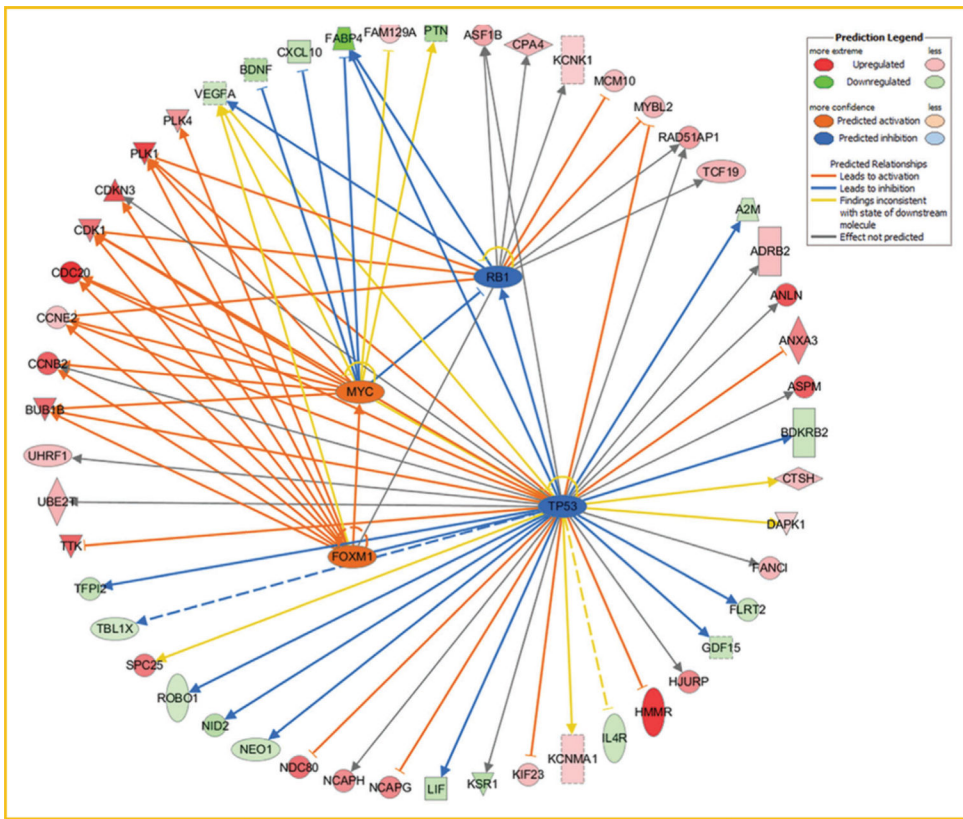 FABP4
FAM129A
PTN
ASF1B
CXCL10
CPA4
BDNF
KCNK1
VEGFA
MCM10
PLK4
MYBL2
PLK1
RAD51AP1
CDKN3
TCF19
CDK1
A2M
CDC20
ADRB2
RB1
CCNE2
ANLN
CCNB2
ANXA3
MYC
BUB1B
ASPM
UHRF1
BDKRB2
UBE2T
CTSH
TP53
TTK
DAPK1
FOXM1
FANCI
TFPI2
FLRT2
TBL1X
GDF15
SPC25
HJURP
ROBO1
HMMR
NID2
IL4R
NEO1
KCNMA1
NDC80
KIF23
NCAPH
KSR1
NCAPG
LIF
Prediction Legend
more extreme less
Upregulated
Downregulated
more confidence less
Predicted activation
Predicted inhibition
Predicted Relationships
Leads to activation
Leads to inhibition
Findings inconsistent
with state of downstream
molecule
Effect not predicted